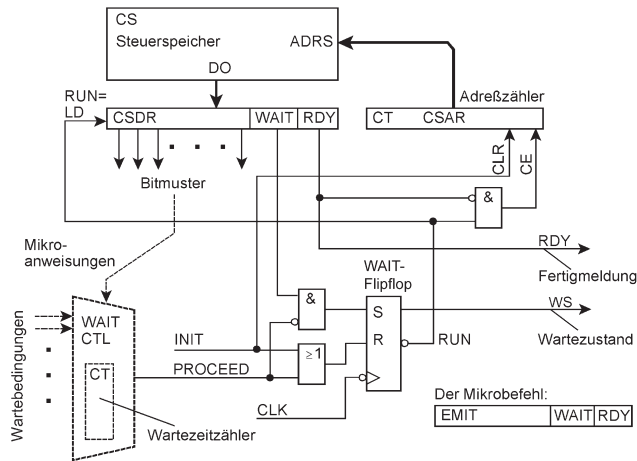 CS
Steuerspeicher
ADRS
DO
RUN=
LD
Adreßzähler
CSDR
WAIT
RDY
CT
CSAR
CLR
CE
Bitmuster
&
Mikro-
anweisungen
RDY
Fertigmeldung
WAIT-
Flipflop
&
S
WS
Wartezustand
WAIT
CTL
INIT
R
RUN
≥1
CT
PROCEED
Wartebedingungen
CLK
Der Mikrobefehl:
EMIT
WAIT
RDY
Wartezeitzähler